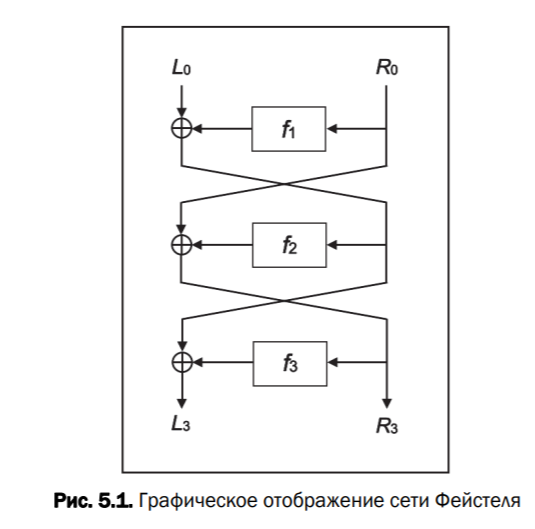 L0 R0
f1
f2
f3
L3 R3
Рис. 5.1. Графическое отображение сети Фейстеля